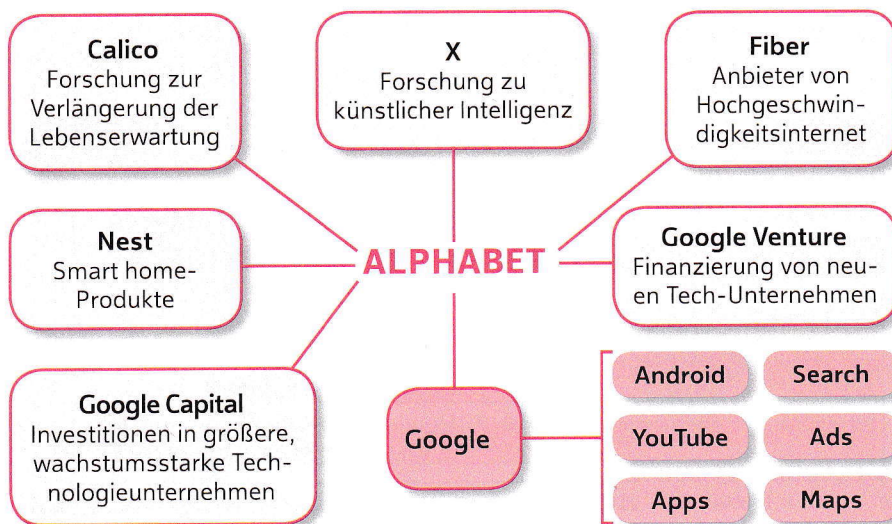 Calico
Forschung zur
Verlängerung der
Lebenserwartung
X
Forschung zu
künstlicher Intelligenz
Fiber
Anbieter von
Hochgeschwin-
digkeitsinternet
Nest
Smart home-
Produkte
ALPHABET
Google Venture
Finanzierung von neu-
en Tech-Unternehmen
Google Capital
Investitionen in größere,
wachstumsstarke Tech-
nologieunternehmen
Google
Android
Search
YouTube
Ads
Apps
Maps